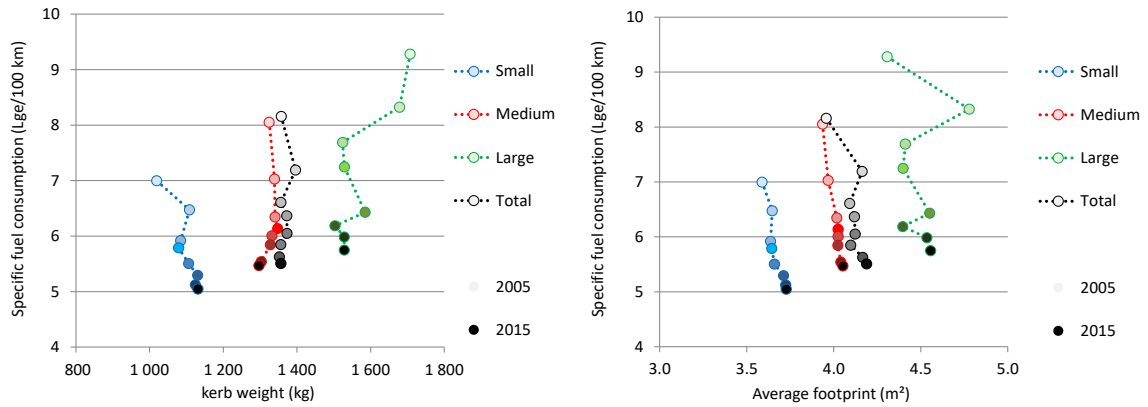 Specific fuel consumption (Lge/100 km)
10
9
8
7
6
5
4
800
1 000
1 200
1 400
1 600
1 800
kerb weight (kg)
Small
Medium
Large
Total
2005
2015
Specific fuel consumption (Lge/100 km)
10
9
8
7
6
5
4
3.0
3.5
4.0
4.5
5.0
Average footprint (m²)
Small
Medium
Large
Total
2005
2015